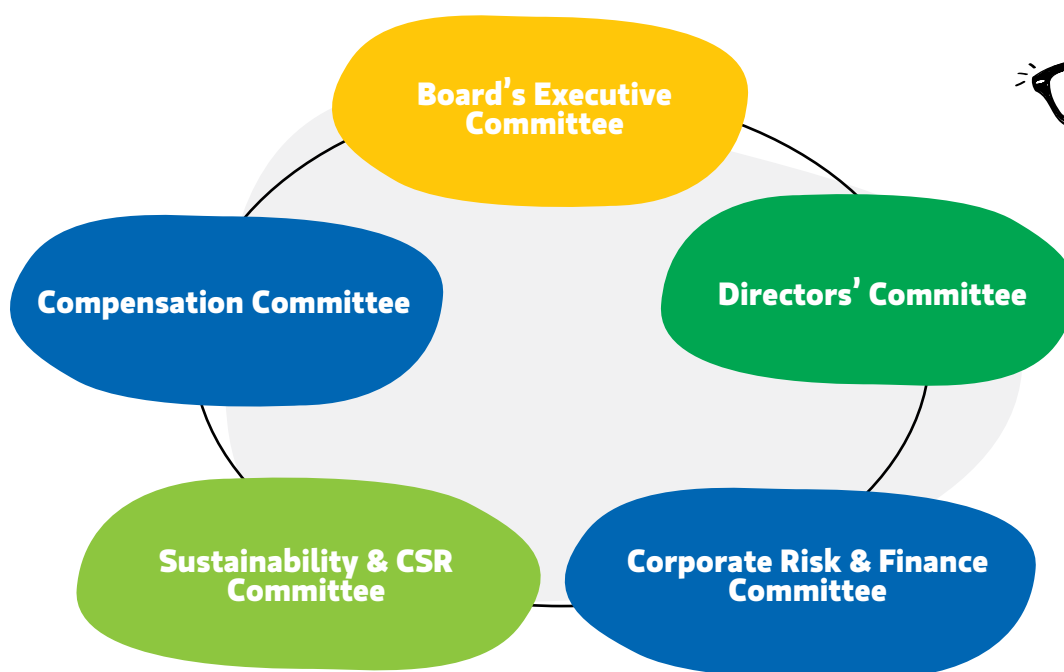 Board's Executive
Committee
Compensation Committee
Directors' Committee
Sustainability & CSR
Committee
Corporate Risk & Finance
Committee